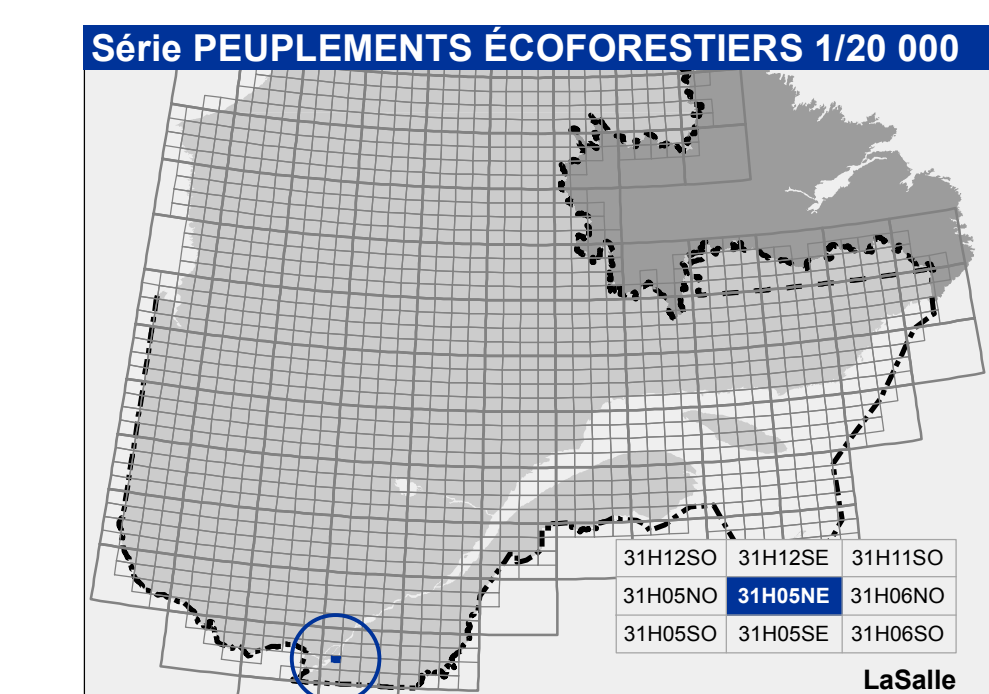 Série PEUPLEMENTS ÉCOFORESTIERS 1/20 000
31H12SO 31H12SE 31H11SO
31H05NO 31H05NE 31H06NO
31H05SO 31H05SE 31H06SO
LaSalle